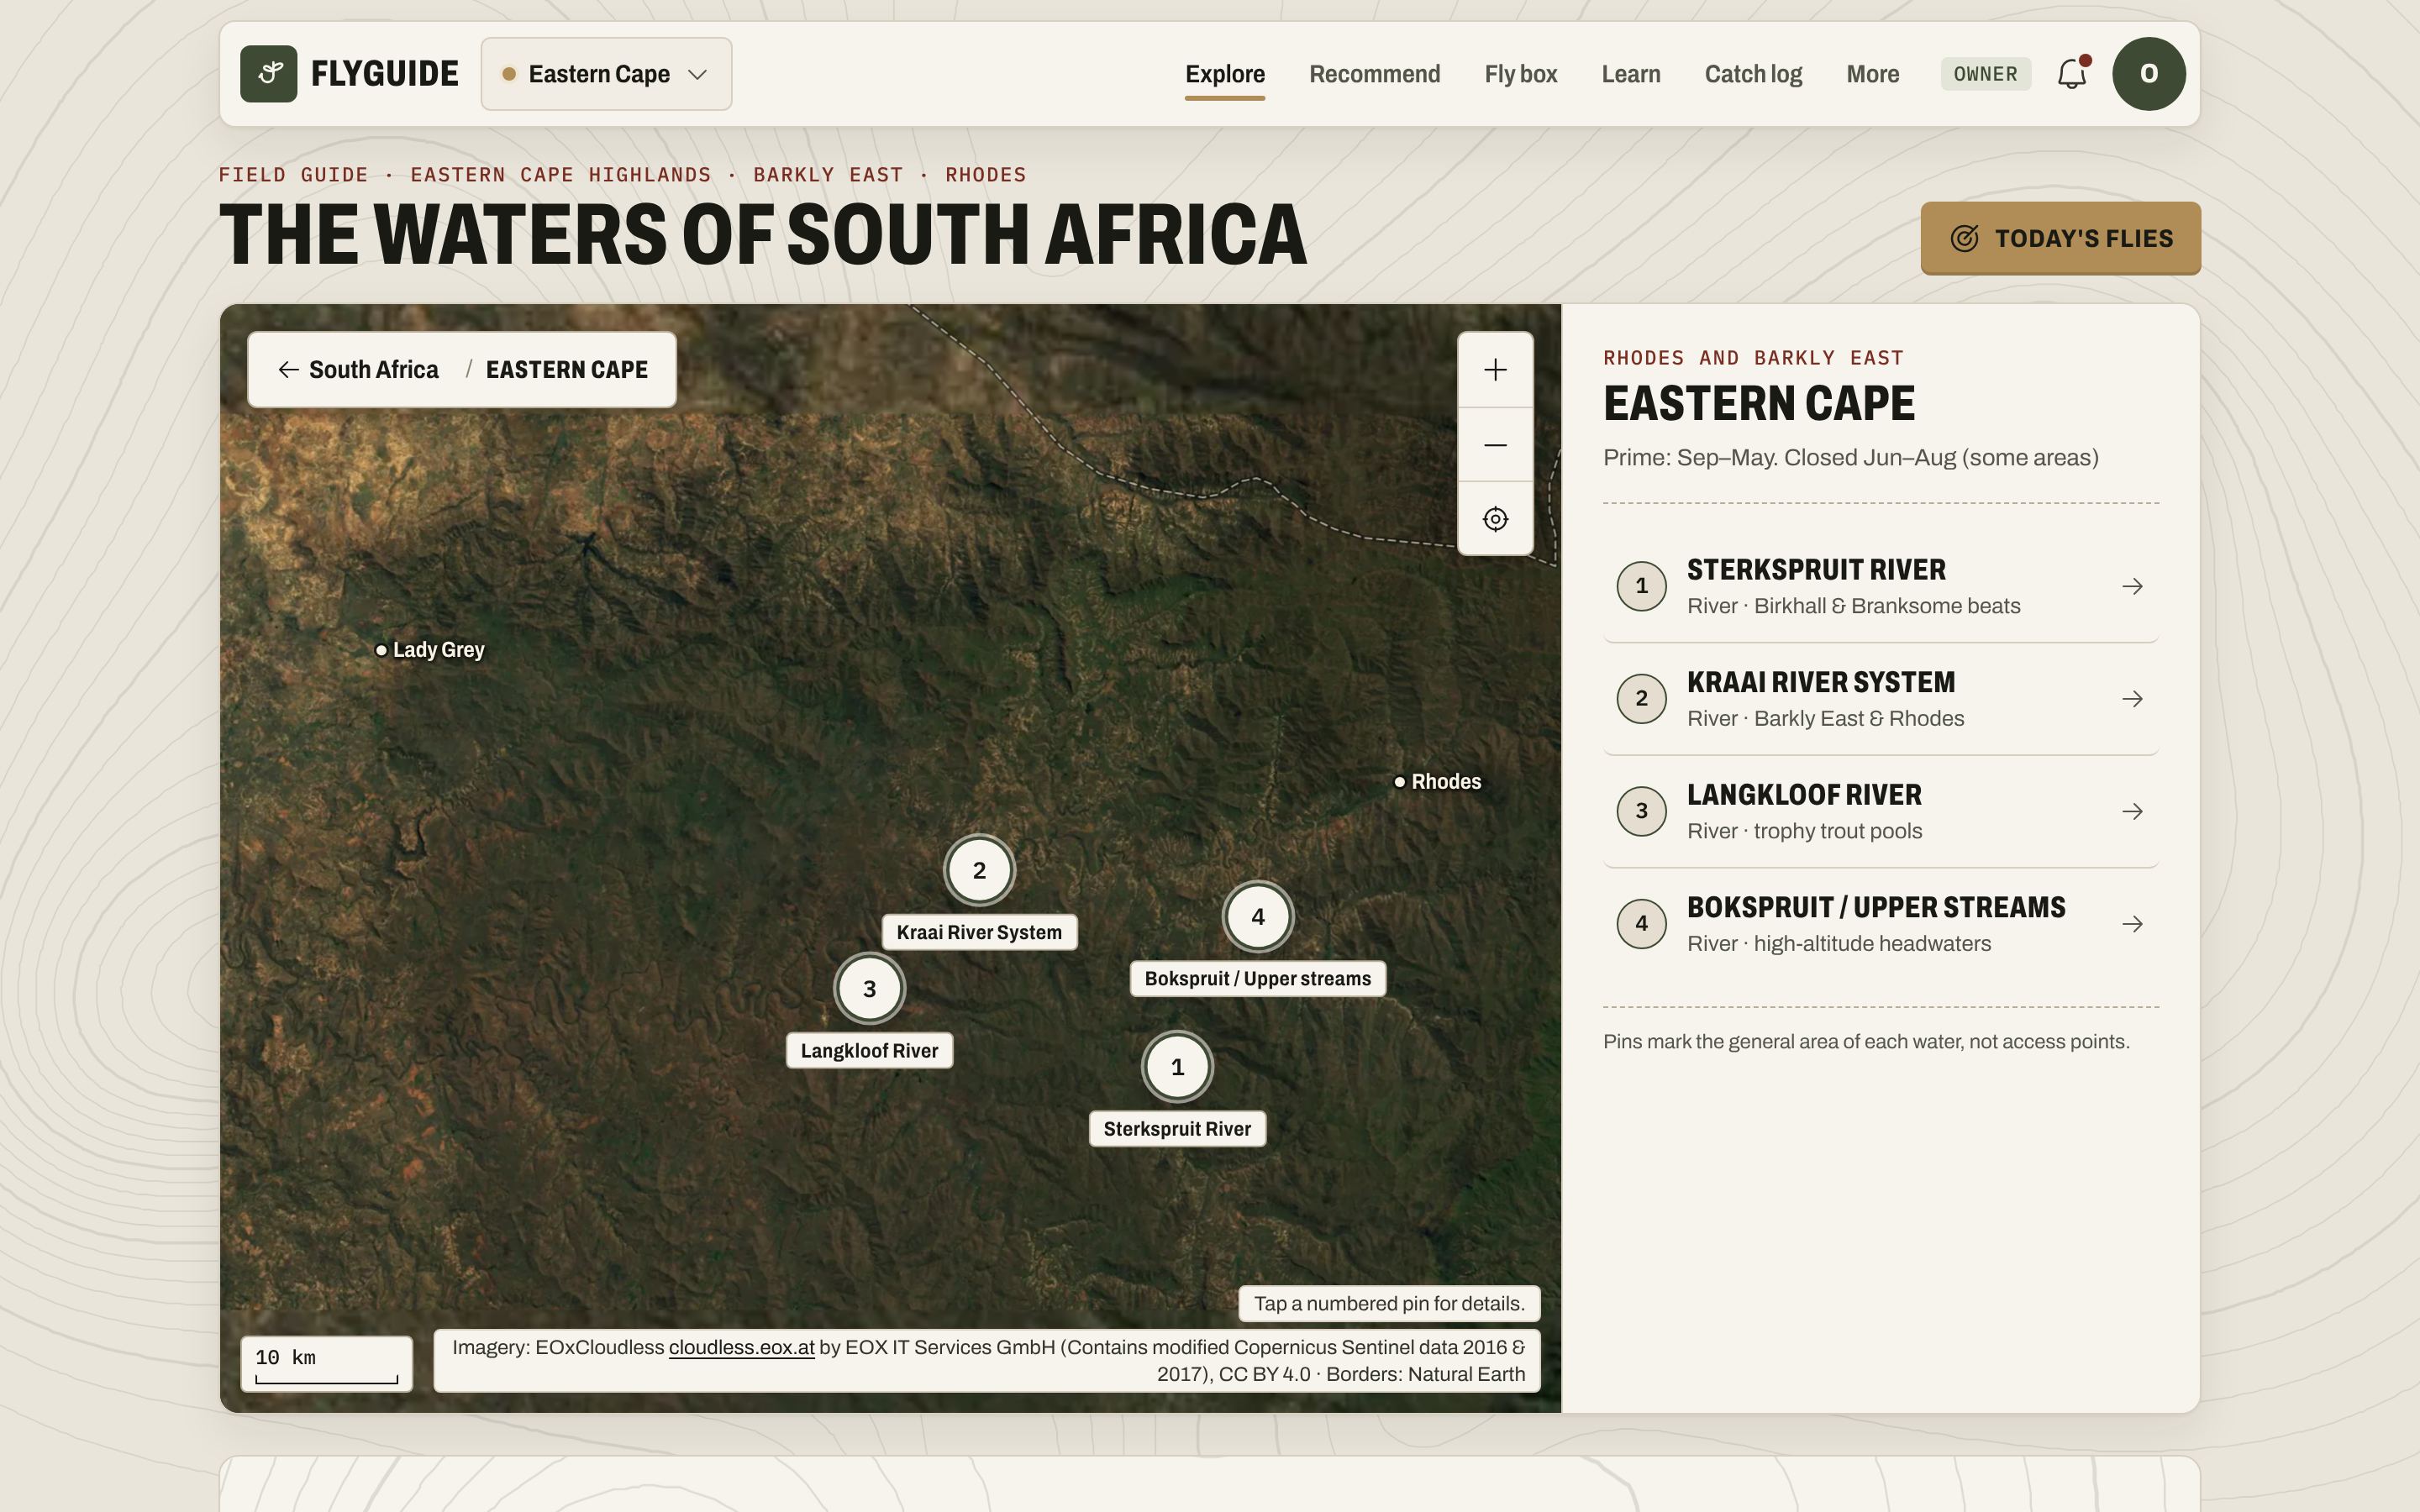 FLYGUIDE
Eastern Cape
Explore
Recommend
Fly box
Learn
Catch log
More
OWNER
O
FIELD GUIDE · EASTERN CAPE HIGHLANDS · BARKLY EAST · RHODES
THE WATERS OF SOUTH AFRICA
TODAY'S FLIES
← South Africa / EASTERN CAPE
Lady Grey
Rhodes
2
Kraai River System
4
Bokspruit / Upper streams
3
Langkloof River
1
Sterkspruit River
Tap a numbered pin for details.
10 km
Imagery: EOxCloudless cloudless.eox.at by EOX IT Services GmbH (Contains modified Copernicus Sentinel data 2016 &
2017), CC BY 4.0 · Borders: Natural Earth
RHODES AND BARKLY EAST
EASTERN CAPE
Prime: Sep–May. Closed Jun–Aug (some areas)
1
STERKSPRUIT RIVER
River · Birkhall & Branksome beats
2
KRAAI RIVER SYSTEM
River · Barkly East & Rhodes
3
LANGKLOOF RIVER
River · trophy trout pools
4
BOKSPRUIT / UPPER STREAMS
River · high-altitude headwaters
Pins mark the general area of each water, not access points.